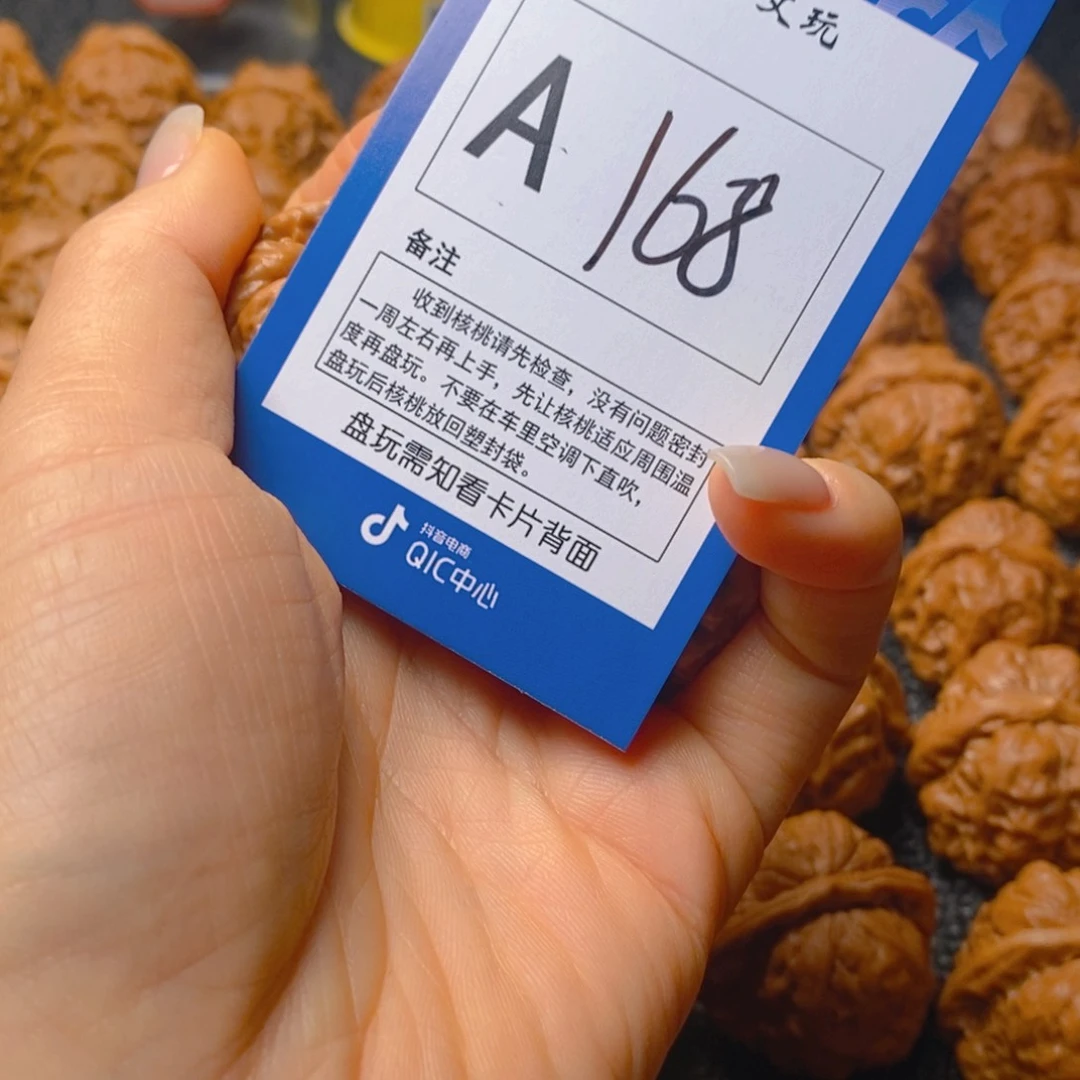 文玩
A 168
备注
收到核桃请先检查，没有问题密封
一周左右再上手，先让核桃适应周围温
度再盘玩。不要在车里空调下直吹，
盘玩后核桃放回塑封袋。
盘玩需知看卡片背面
抖音电商
QIC中心